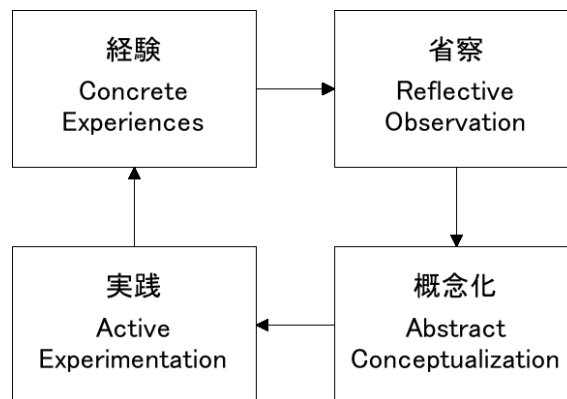 経験
Concrete
Experiences
省察
Reflective
Observation
実践
Active
Experimentation
概念化
Abstract
Conceptualization